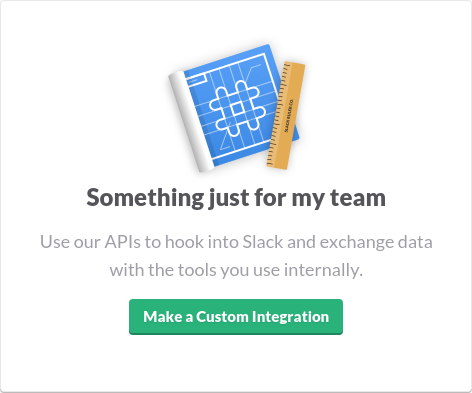 SLACK RULER CO.
Something just for my team
Use our APIs to hook into Slack and exchange data
with the tools you use internally.
Make a Custom Integration